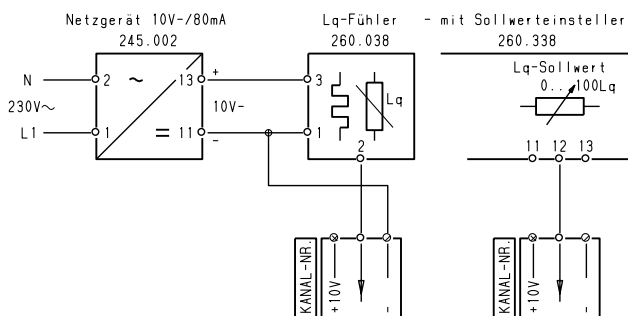 Netzgerät 10V-/80mA
245.002
Lq-Fühler
260.038
- mit Sollwerteinsteller
260.338
Lq-Sollwert
0...100Lq
N
2
~
13
+
3
Lq
230V~
10V-
L1
1
=
11
-
1
2
11 12 13
KANAL-NR.
+10V
-
KANAL-NR.
+10V
-